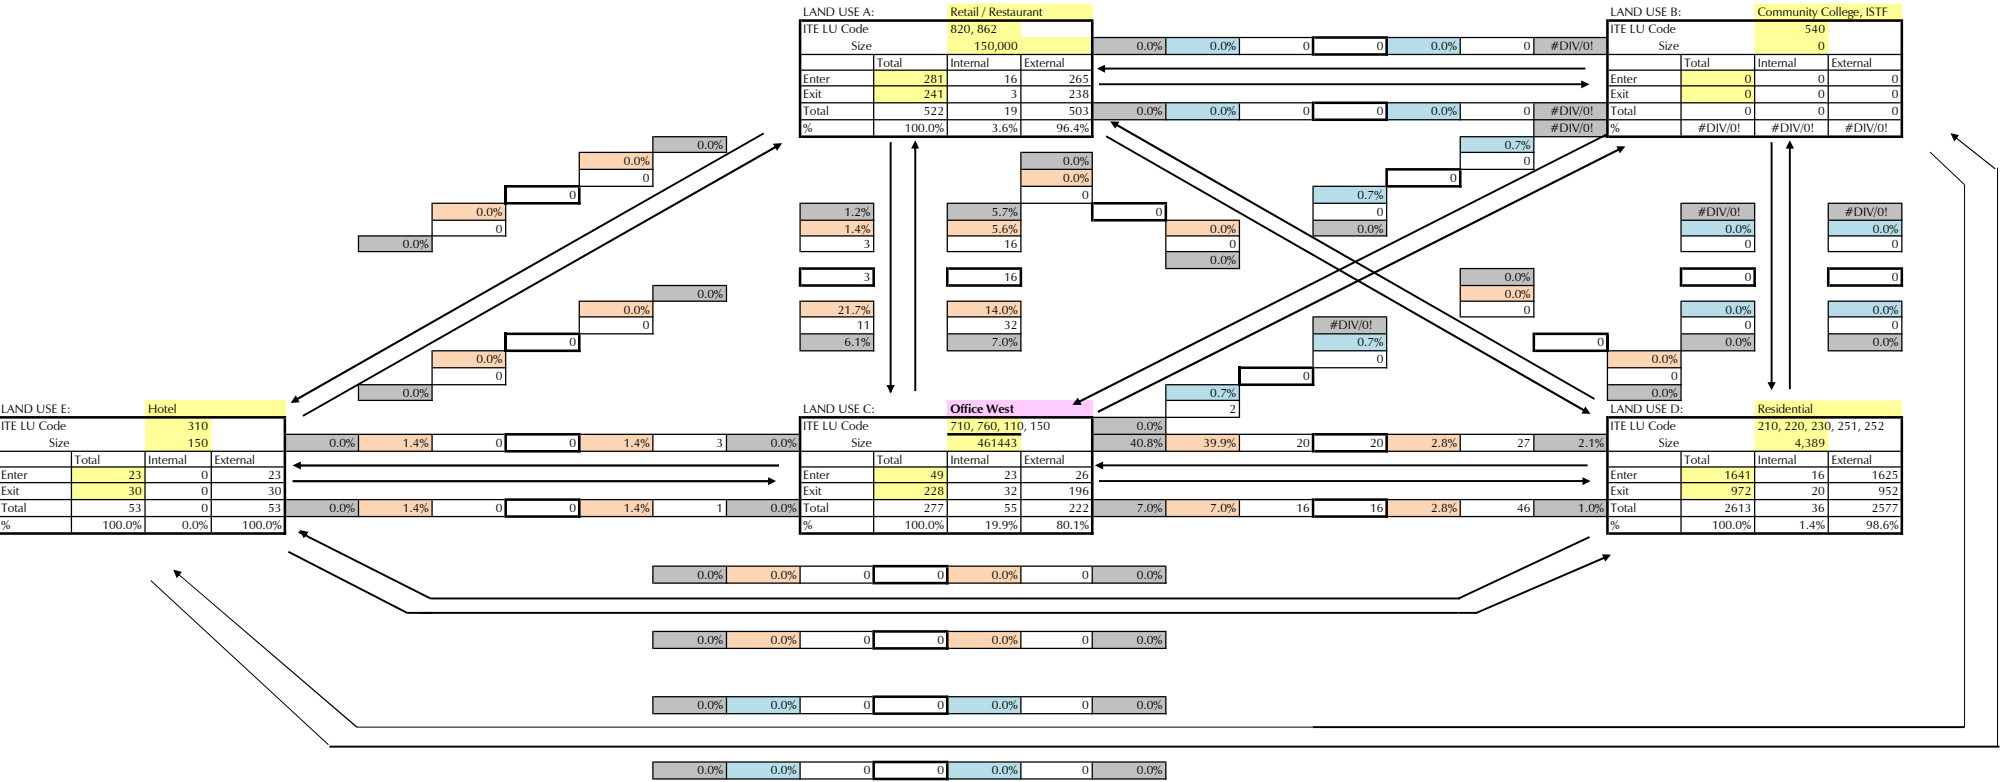 LAND USE A: Retail / Restaurant LAND USE B: Community College, ISTF
ITE LU Code 820, 862 ITE LU Code 540
Size 150,000 0.0% 0.0% 0 0 0.0% 0 #DIV/0! Size 0
Total Internal External Total Internal External
Enter 281 16 265 Enter 0 0 0
Exit 241 3 238 Exit 0 0 0
Total 522 19 503 0.0% 0.0% 0 0 0.0% 0 #DIV/0! Total 0 0 0
% 100.0% 3.6% 96.4% #DIV/0! % #DIV/0! #DIV/0! #DIV/0!
0.0% 0.7%
0.0% 0.0% 0
0 0.0% 0
0 0 0
0 0.7%
0.0% 1.2% 5.7% 0 0 #DIV/0! #DIV/0!
0 1.4% 5.6% 0.0% 0.0% 0.0% 0.0%
0.0% 3 16 0 0 0
0.0%
3 16 0.0% 0 0
0.0% 0.0%
0.0% 21.7% 14.0% 0 0.0% 0.0%
0 11 32 #DIV/0! 0 0
0 6.1% 7.0% 0.7% 0 0.0% 0.0%
0.0% 0 0.0%
0 0 0
0.0% 0.7% 0.0%
LAND USE E: Hotel LAND USE C: Office West 2 LAND USE D: Residential
ITE LU Code 310 ITE LU Code 710, 760, 110, 150 0.0% ITE LU Code 210, 220, 230, 251, 252
Size 150 0.0% 1.4% 0 0 1.4% 3 0.0% Size 461443 40.8% 39.9% 20 20 2.8% 27 2.1% Size 4,389
Total Internal External Total Internal External Total Internal External
Enter 23 0 23 Enter 49 23 26 Enter 1641 16 1625
Exit 30 0 30 Exit 228 32 196 Exit 972 20 952
Total 53 0 53 0.0% 1.4% 0 0 1.4% 1 0.0% Total 277 55 222 7.0% 7.0% 16 16 2.8% 46 1.0% Total 2613 36 2577
% 100.0% 0.0% 100.0% % 100.0% 19.9% 80.1% % 100.0% 1.4% 98.6%
0.0% 0.0% 0 0 0.0% 0 0.0%
0.0% 0.0% 0 0 0.0% 0 0.0%
0.0% 0.0% 0 0 0.0% 0 0.0%
0.0% 0.0% 0 0 0.0% 0 0.0%